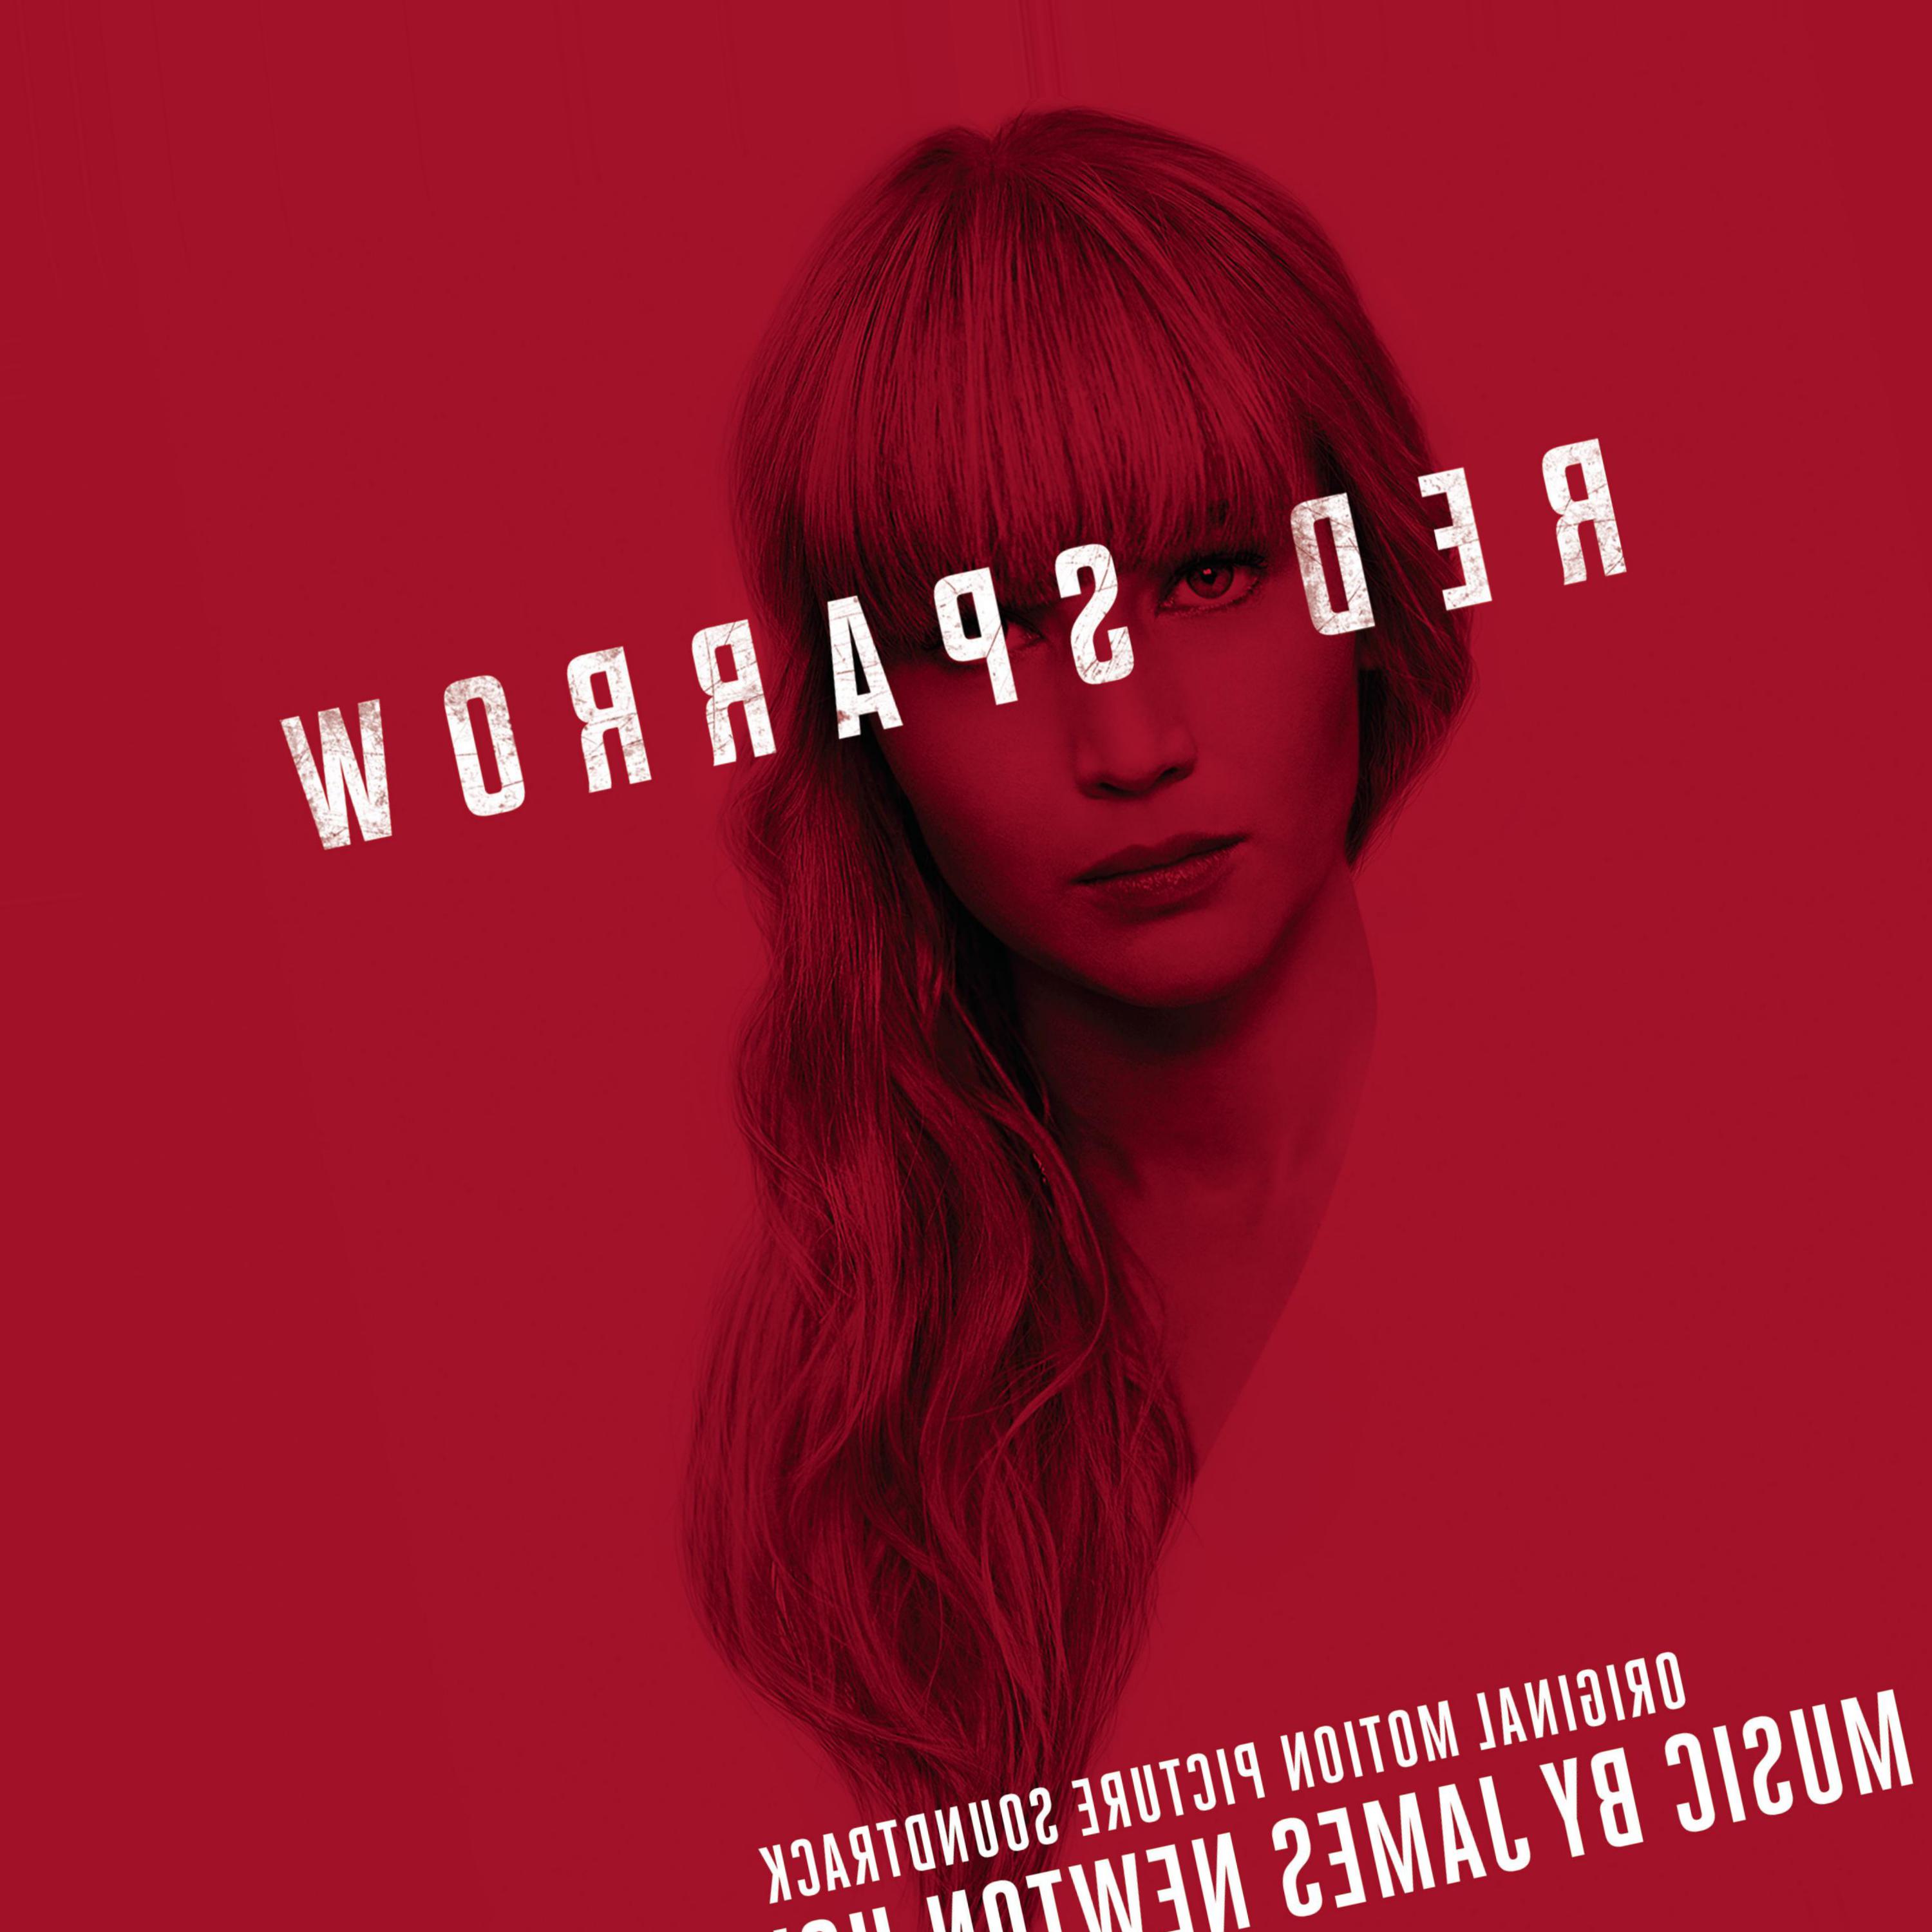 RED SPARROW
ORIGINAL MOTION PICTURE SOUNDTRACK
MUSIC BY JAMES NEWTON